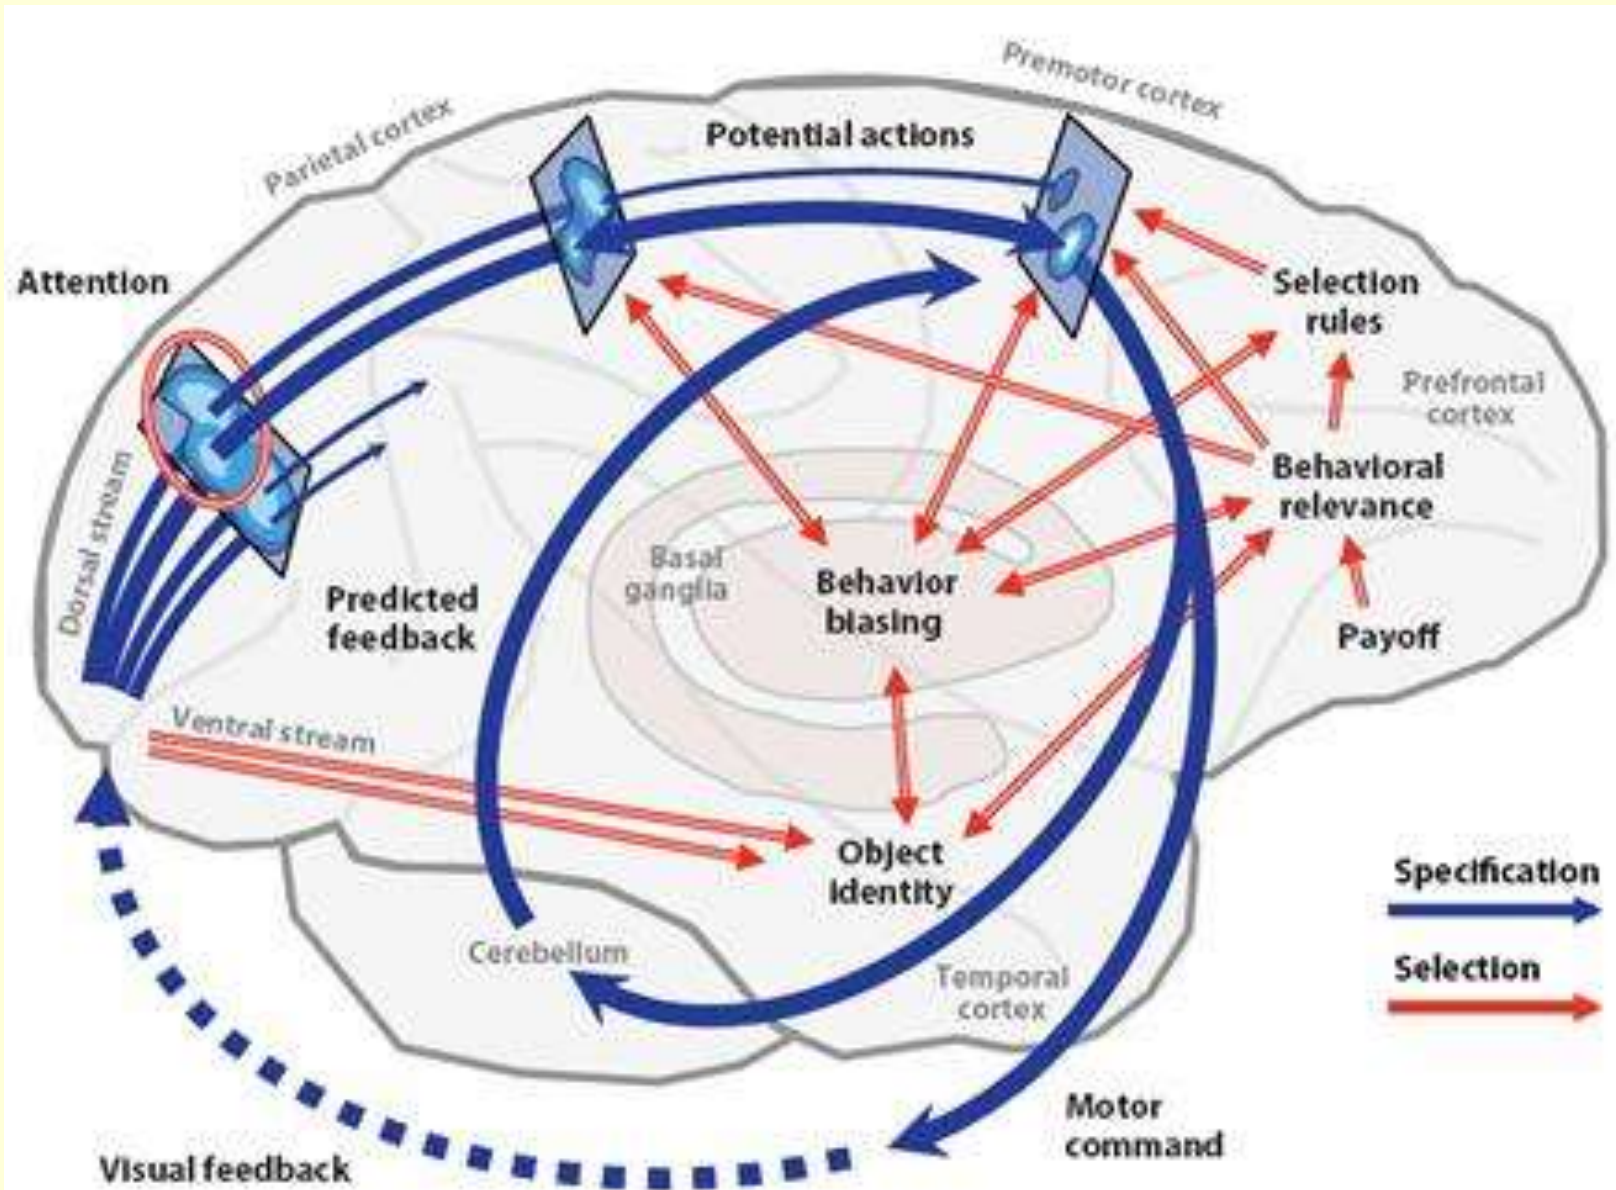 Premotor cortex
Parietal cortex
Potential actions
Attention
Selection
rules
Prefrontal
cortex
Behavioral
relevance
Dorsal stream
Basal
ganglia
Behavior
biasing
Predicted
feedback
Payoff
Ventral stream
Object
identity
Specification
Cerebellum
Temporal
cortex
Selection
Motor
command
Visual feedback